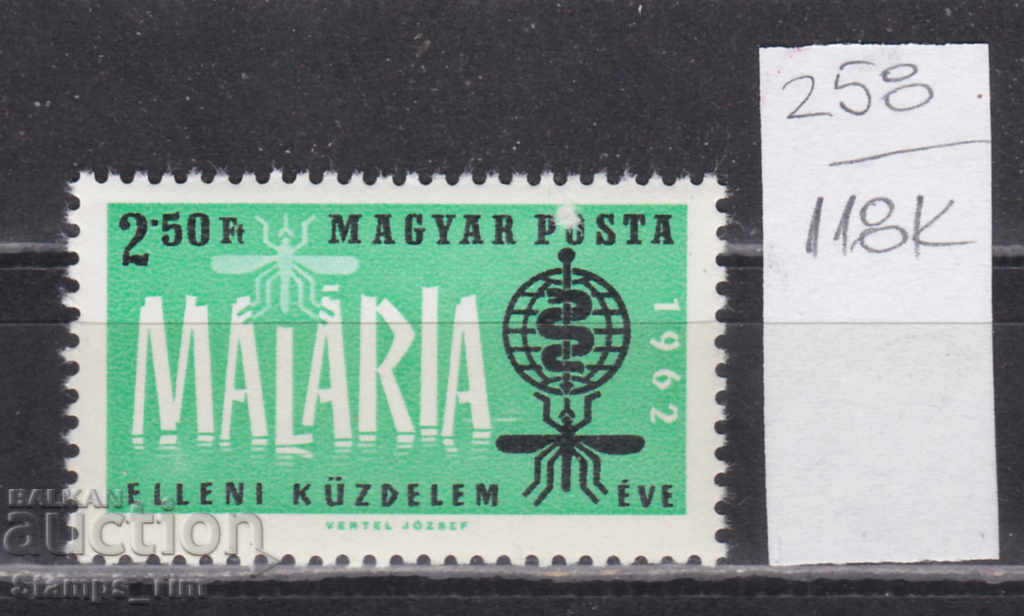 2·50 Ft MAGYAR POSTA
MALÁRIA
1962
ELLENI KÜZDELEM ÉVE
VERTEL JÓZSEF
258
118K
BALKAN
auction
Stamps_Tim